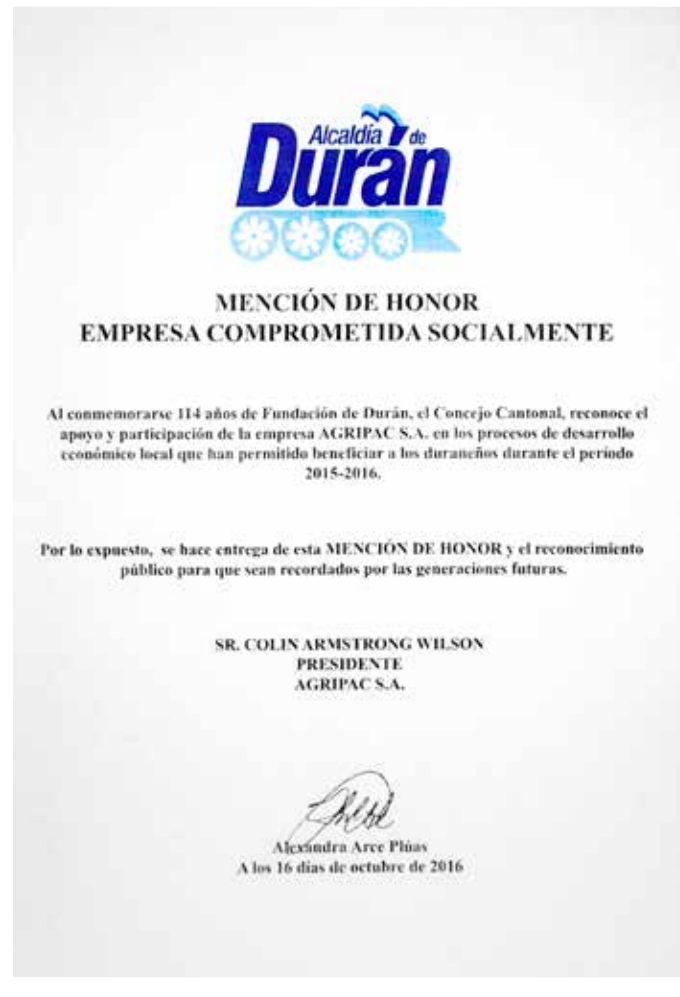 Alcaldía de
Durán
MENCIÓN DE HONOR
EMPRESA COMPROMETIDA SOCIALMENTE
Al conmemorarse 114 años de Fundación de Durán, el Concejo Cantonal, reconoce el
apoyo y participación de la empresa AGRIPAC S.A. en los procesos de desarrollo
económico local que han permitido beneficiar a los duraneños durante el período
2015-2016.
Por lo expuesto, se hace entrega de esta MENCIÓN DE HONOR y el reconocimiento
público para que sean recordados por las generaciones futuras.
SR. COLIN ARMSTRONG WILSON
PRESIDENTE
AGRIPAC S.A.
Alexandra Arce Plúas
A los 16 días de octubre de 2016